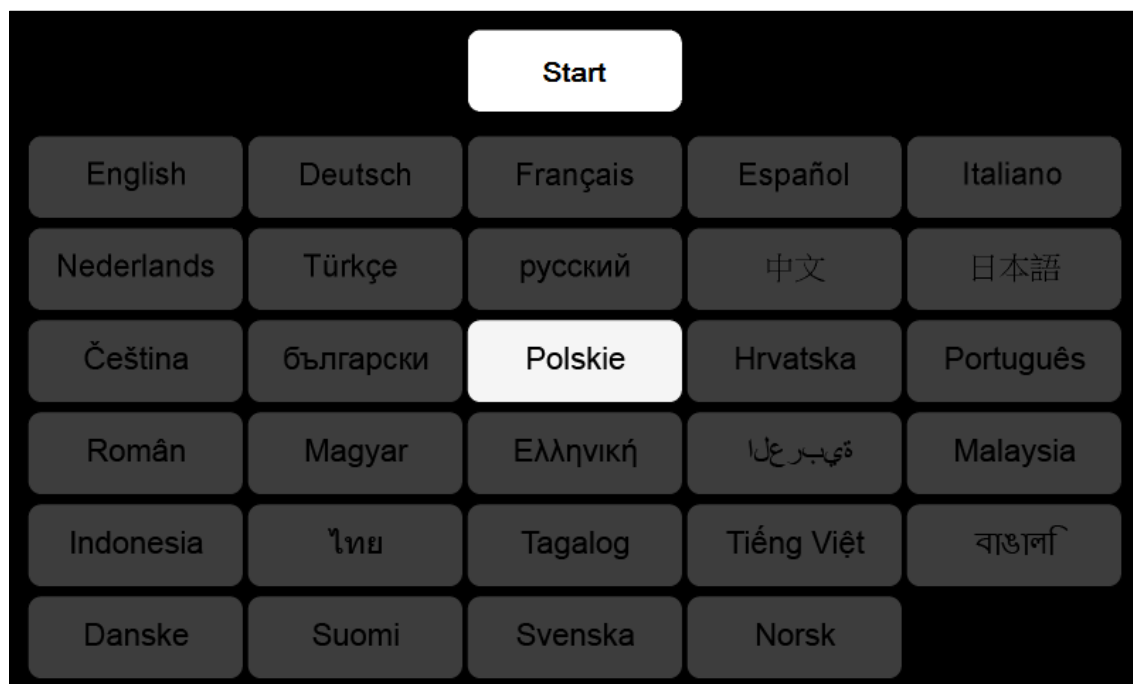 Start
English Deutsch Français Español Italiano
Nederlands Türkçe русский 中文 日本語
Čeština български Polskie Hrvatska Português
Român Magyar Ελληνική ةيبرعلا Malaysia
Indonesia ไทย Tagalog Tiếng Việt বাঙালি
Danske Suomi Svenska Norsk